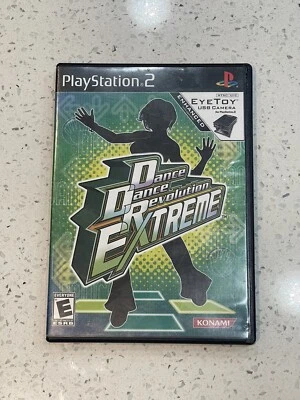 PlayStation 2
ENHANCED
EYETOY
USB CAMERA
Dance
Dance
Revolution
EXTREME
EVERYONE
E
ESRB
KONAMI